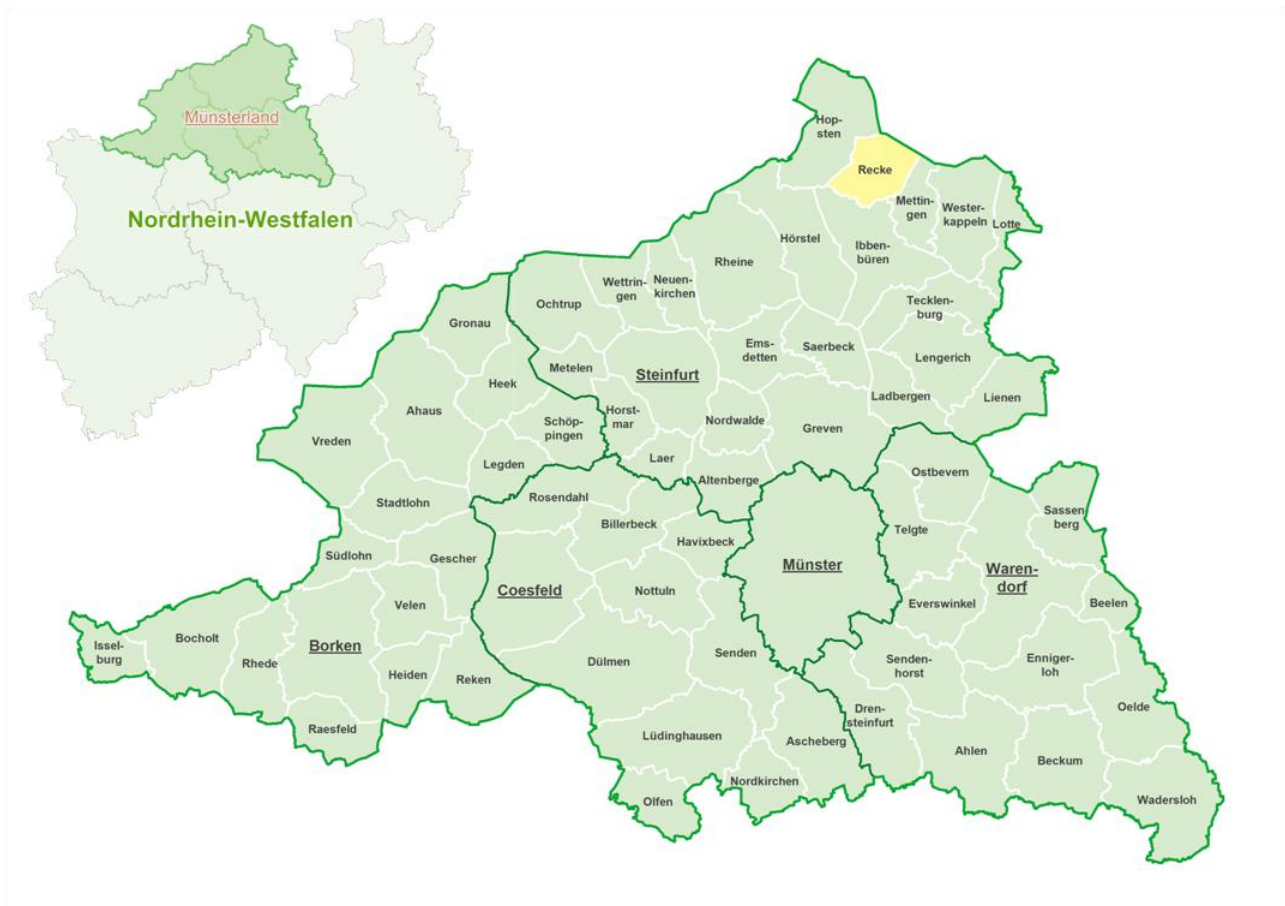 Münsterland
Nordrhein-Westfalen
Hop-
sten
Recke
Mettin-
gen
Wester-
kappeln
Lotte
Hörstel
Ibben-
büren
Rheine
Neuen-
kirchen
Wettrin-
gen
Ochtrup
Tecklen-
burg
Gronau
Ems-
detten
Saerbeck
Lengerich
Metelen
Steinfurt
Heek
Ladbergen
Lienen
Ahaus
Horst-
mar
Nordwalde
Greven
Schöp-
pingen
Vreden
Laer
Legden
Altenberge
Ostbevern
Rosendahl
Stadtlohn
Billerbeck
Sassen
berg
Telgte
Havixbeck
Südlohn
Gescher
Münster
Waren-
dorf
Coesfeld
Nottuln
Velen
Everswinkel
Beelen
Bocholt
Issel-
burg
Borken
Rhede
Senden
Dülmen
Senden-
horst
Enniger-
loh
Heiden
Reken
Oelde
Dren-
steinfurt
Raesfeld
Lüdinghausen
Ascheberg
Ahlen
Beckum
Nordkirchen
Olfen
Wadersloh